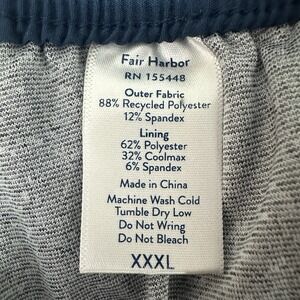 Fair Harbor
RN 155448
Outer Fabric
88% Recycled Polyester
12% Spandex
Lining
62% Polyester
32% Coolmax
6% Spandex
Made in China
Machine Wash Cold
Tumble Dry Low
Do Not Wring
Do Not Bleach
XXXL